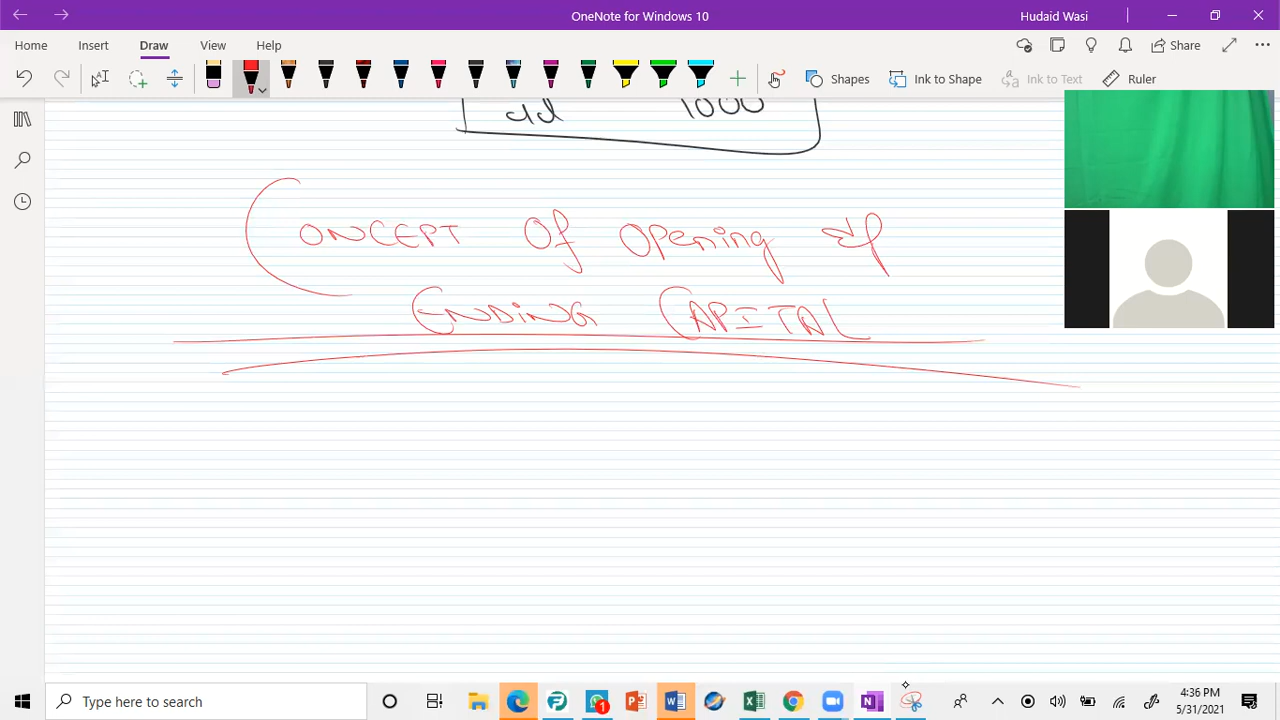 OneNote for Windows 10
Hudaid Wasi
Home Insert Draw View Help
Share
Shapes Ink to Shape Ink to Text Ruler
1000
CONCEPT Of Opening &
ENDING CAPITAL
Type here to search
1
4:36 PM
5/31/2021